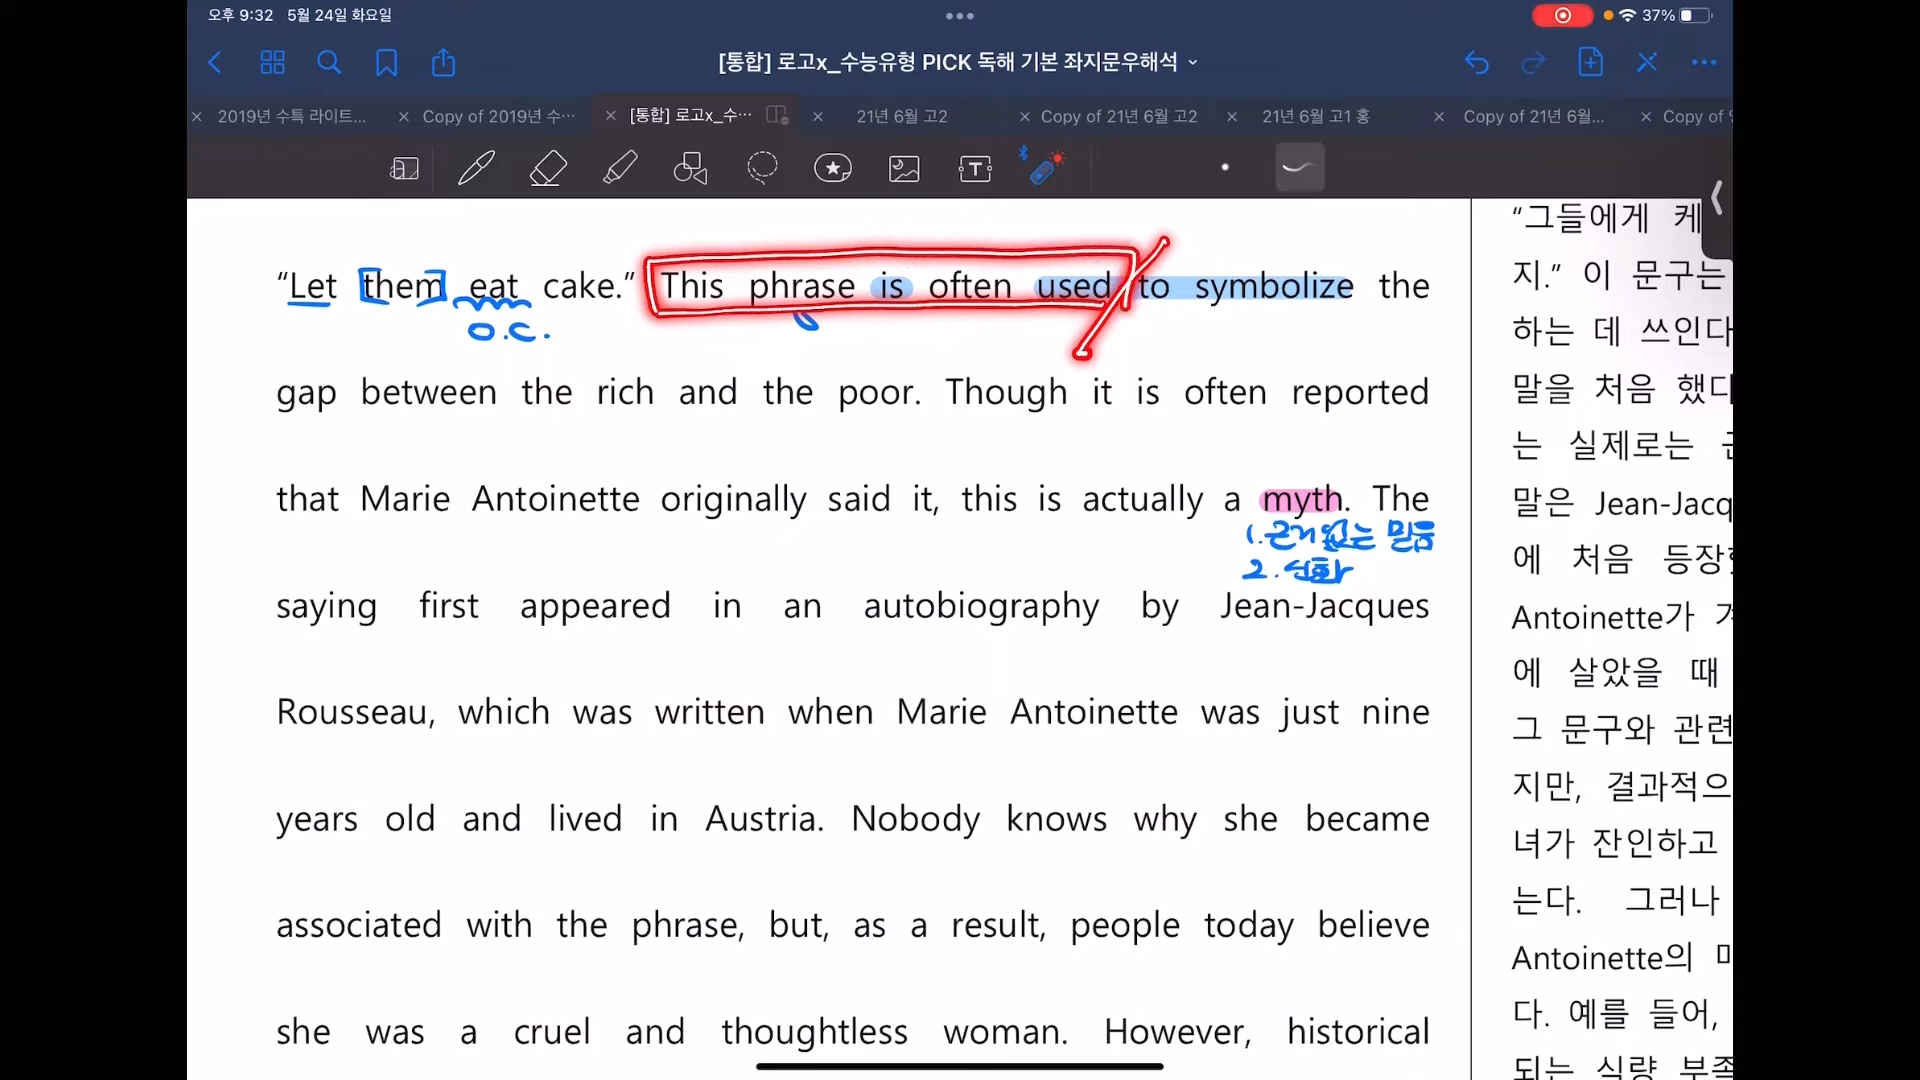 오후 9:32 5월 24일 화요일
37%
[통합] 로고x_수능유형 PICK 독해 기본 좌지문우해석
2019년 수특 라이트...
Copy of 2019년 수...
[통합] 로고x_수...
21년 6월 고2
Copy of 21년 6월 고2
21년 6월 고1 홍
Copy of 21년 6월...
Copy of
“Let them eat cake.” This phrase is often used to symbolize the
O.C.
gap between the rich and the poor. Though it is often reported
that Marie Antoinette originally said it, this is actually a myth. The
1. 근거 없는 믿음
2. 신화
saying first appeared in an autobiography by Jean-Jacques
Rousseau, which was written when Marie Antoinette was just nine
years old and lived in Austria. Nobody knows why she became
associated with the phrase, but, as a result, people today believe
she was a cruel and thoughtless woman. However, historical
“그들에게 케
지.” 이 문구는
하는 데 쓰인다
말을 처음 했다
는 실제로는
말은 Jean-Jacq
에 처음 등장
Antoinette가
에 살았을 때
그 문구와 관련
지만, 결과적으
녀가 잔인하고
는다. 그러나
Antoinette의
다. 예를 들어,
되는 식량 부족